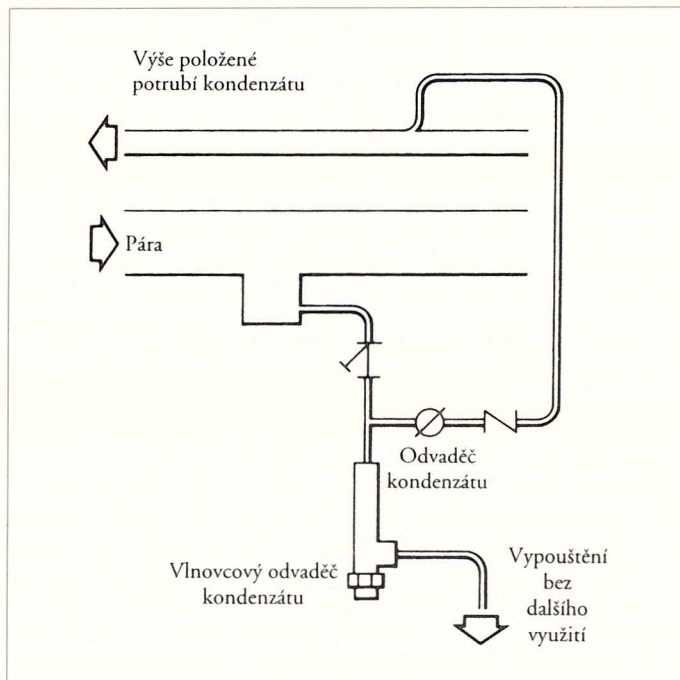 Výše položené
potrubí kondenzátu
Pára
Odvaděč
kondenzátu
Vlnovcový odvaděč
kondenzátu
Vypouštění
bez
dalšího
využití